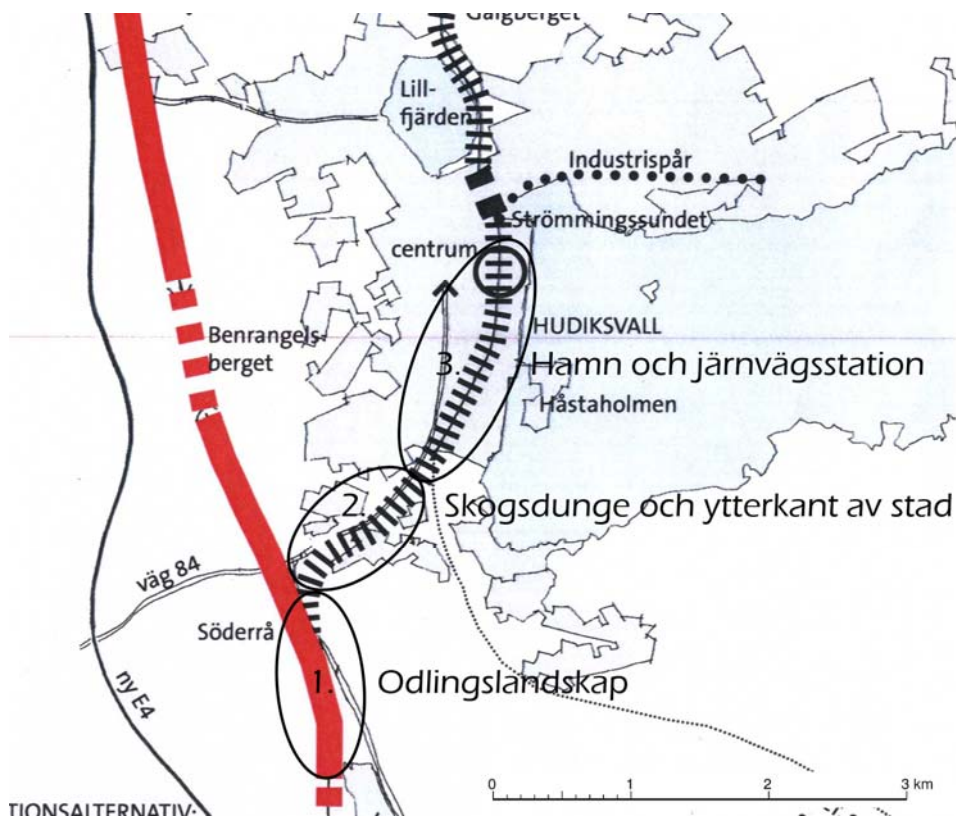 Galgberget
Lill-
fjärden
Industrispår
Strömmingssundet
centrum
HUDIKSVALL
Benrangels-
berget
3. Hamn och järnvägsstation
Håstaholmen
2. Skogsdunge och ytterkant av stad
väg 84
Söderrå
1. Odlingslandskap
ny E4
0 1 2 3 km
TIONSALTERNATIV: